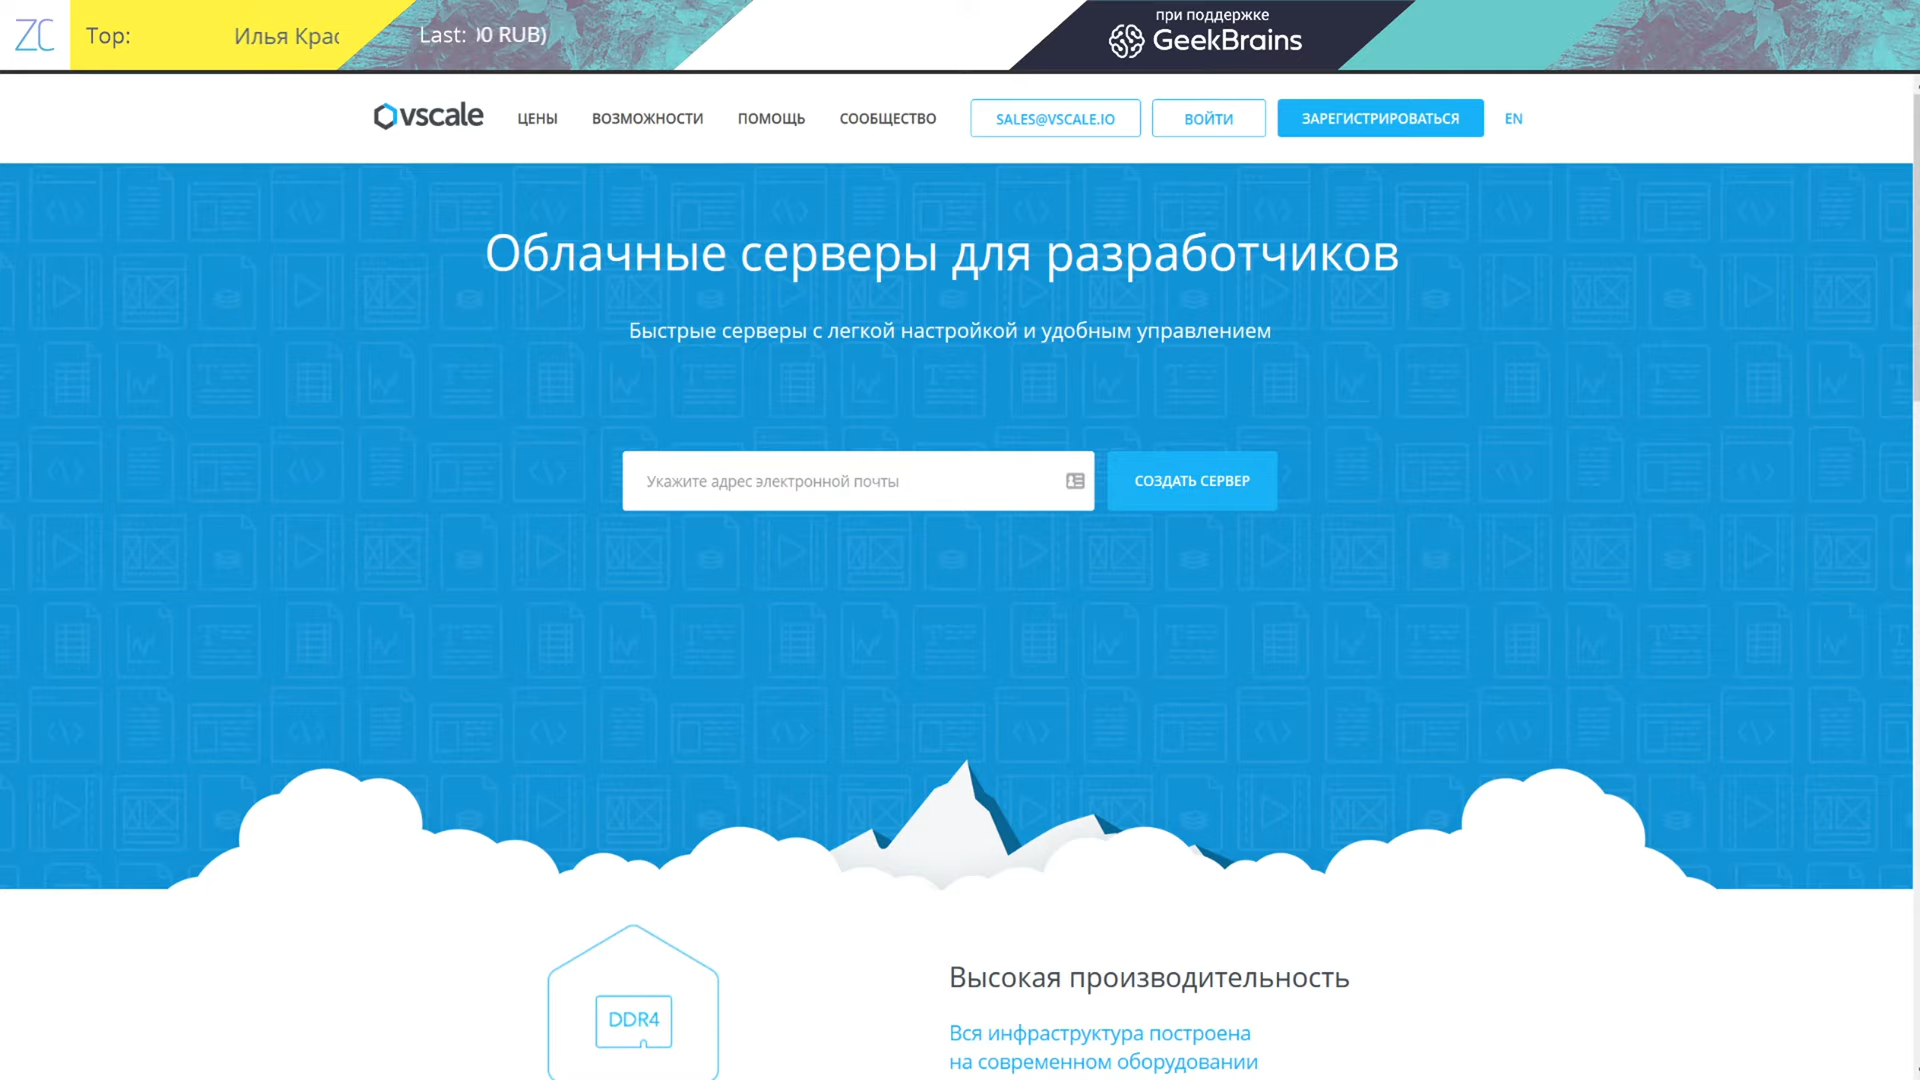 ZC
Top:
Илья Крас
Last: 00 RUB)
при поддержке
GeekBrains
vscale
ЦЕНЫ
ВОЗМОЖНОСТИ
ПОМОЩЬ
СООБЩЕСТВО
SALES@VSCALE.IO
ВОЙТИ
ЗАРЕГИСТРИРОВАТЬСЯ
EN
Облачные серверы для разработчиков
Быстрые серверы с легкой настройкой и удобным управлением
Укажите адрес электронной почты
СОЗДАТЬ СЕРВЕР
DDR4
Высокая производительность
Вся инфраструктура построена
на современном оборудовании